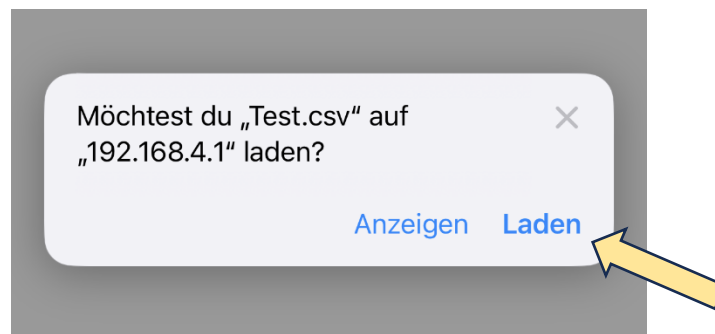 Möchtest du „Test.csv“ auf
„192.168.4.1“ laden?
Anzeigen Laden